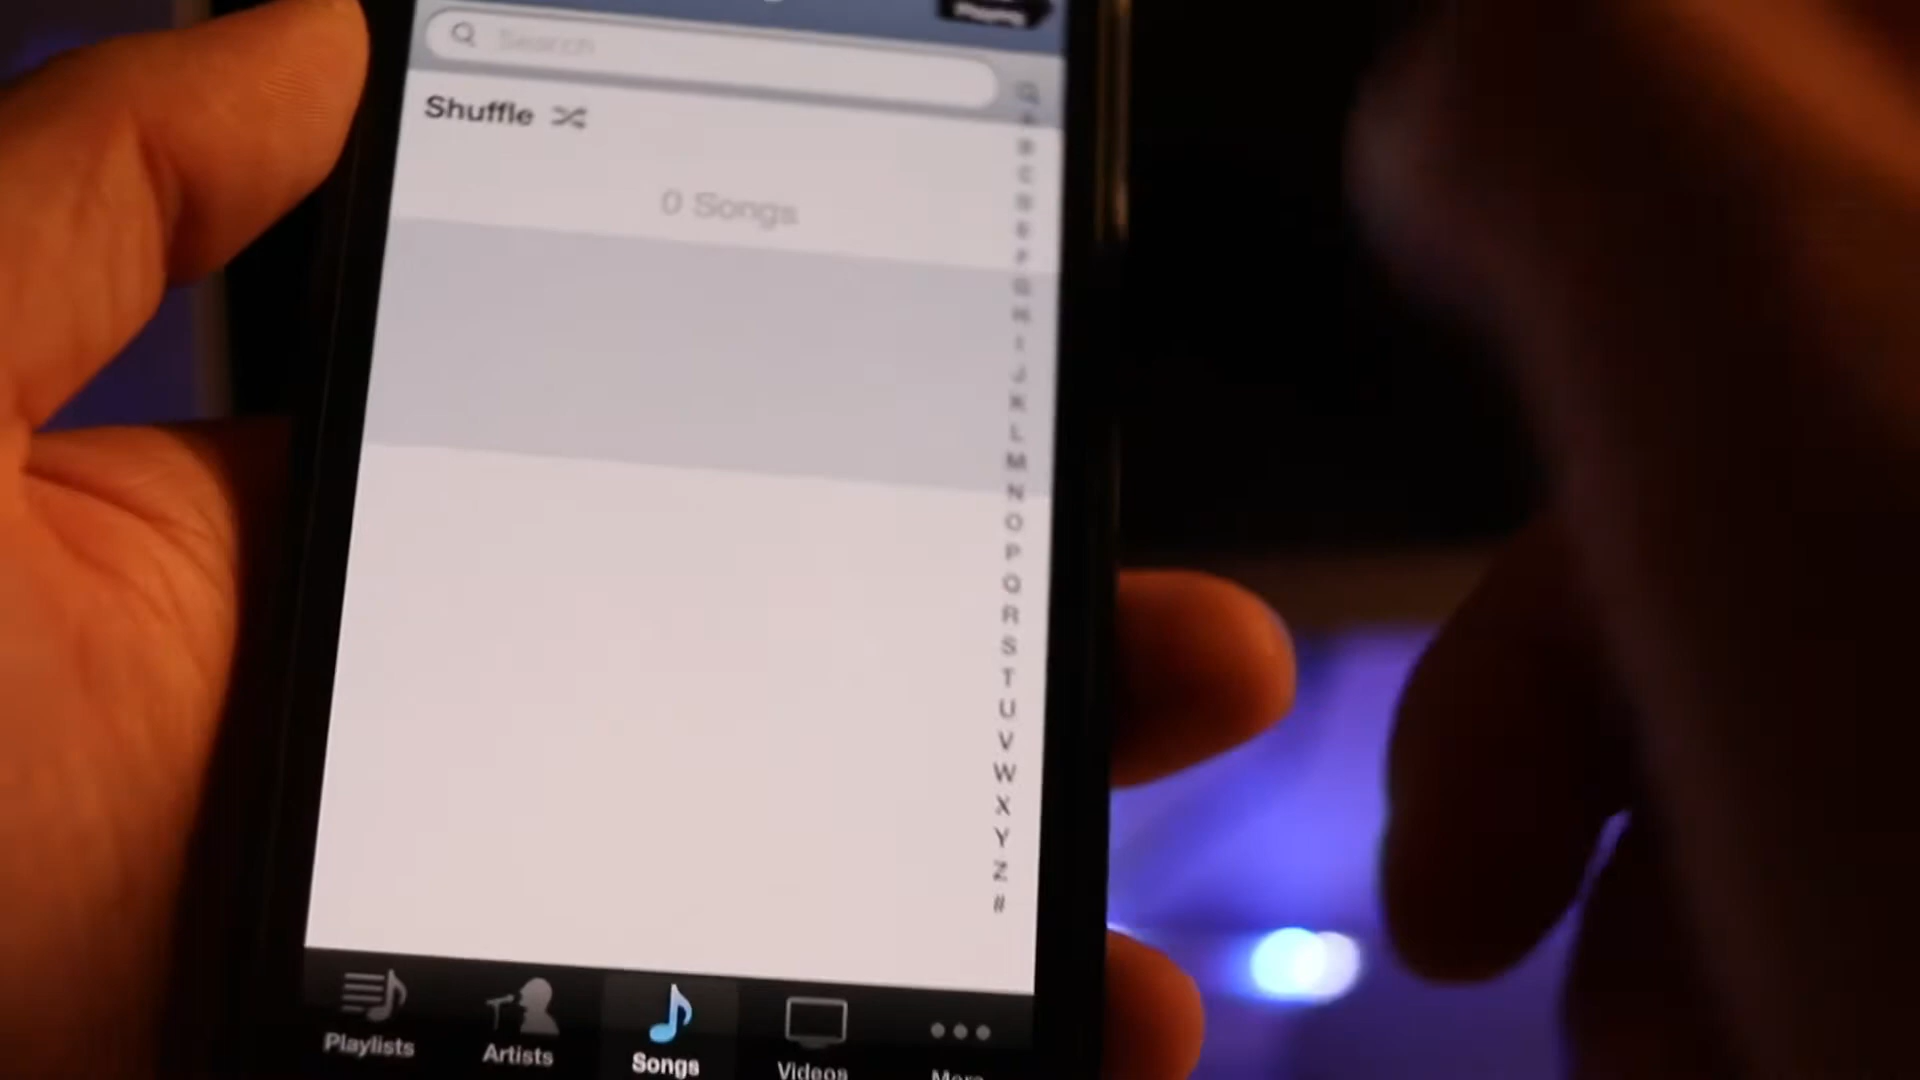 Search
Shuffle
0 Songs
B
C
D
E
F
G
H
I
J
K
L
M
N
O
P
Q
R
S
T
U
V
W
X
Y
Z
#
Playlists
Artists
Songs
Videos
More